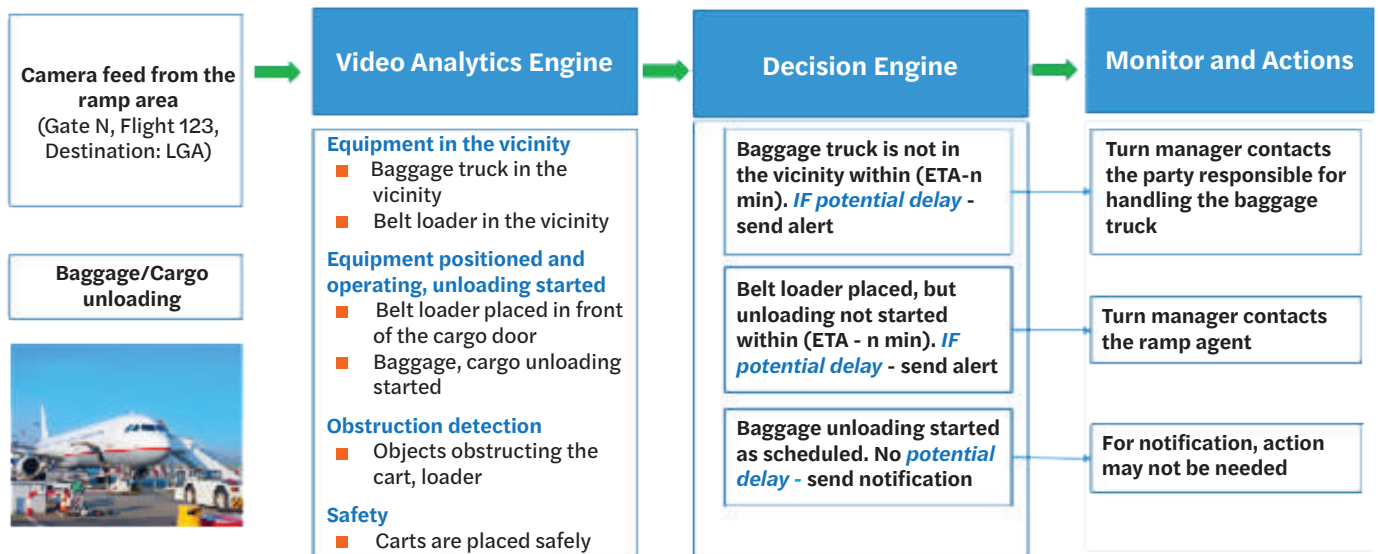 Camera feed from the
ramp area
(Gate N, Flight 123,
Destination: LGA)
Baggage/Cargo
unloading
Video Analytics Engine
Equipment in the vicinity
Baggage truck in the
vicinity
Belt loader in the vicinity
Equipment positioned and
operating, unloading started
Belt loader placed in front
of the cargo door
Baggage, cargo unloading
started
Obstruction detection
Objects obstructing the
cart, loader
Safety
Carts are placed safely
Decision Engine
Baggage truck is not in
the vicinity within (ETA-n
min). IF potential delay -
send alert
Belt loader placed, but
unloading not started
within (ETA - n min). IF
potential delay - send alert
Baggage unloading started
as scheduled. No potential
delay - send notification
Monitor and Actions
Turn manager contacts
the party responsible for
handling the baggage
truck
Turn manager contacts
the ramp agent
For notification, action
may not be needed